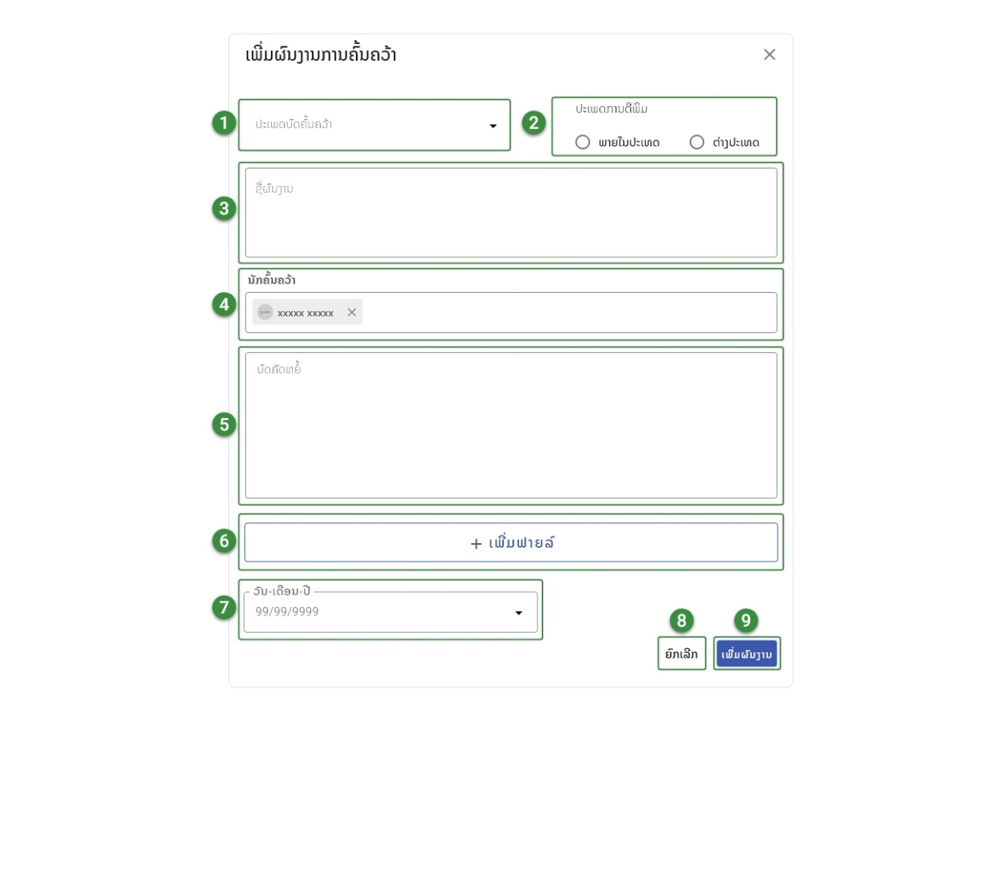 ເພີ່ມຜົນງານການຄົ້ນຄວ້າ
1
ປະເພດບົດຄົ້ນຄວ້າ
2
ປະເພດການຕີພິມ
ພາຍໃນປະເທດ
ຕ່າງປະເທດ
3
ຊື່ຜົນງານ
ນັກຄົ້ນຄວ້າ
4
xxxxx xxxxx
ບົດຄັດຫຍໍ້
5
6
+ ເພີ່ມຟາຍລ໌
ວັນ-ເດືອນ-ປີ
7
99/99/9999
8
9
ຍົກເລີກ
ເພີ່ມຜົນງານ